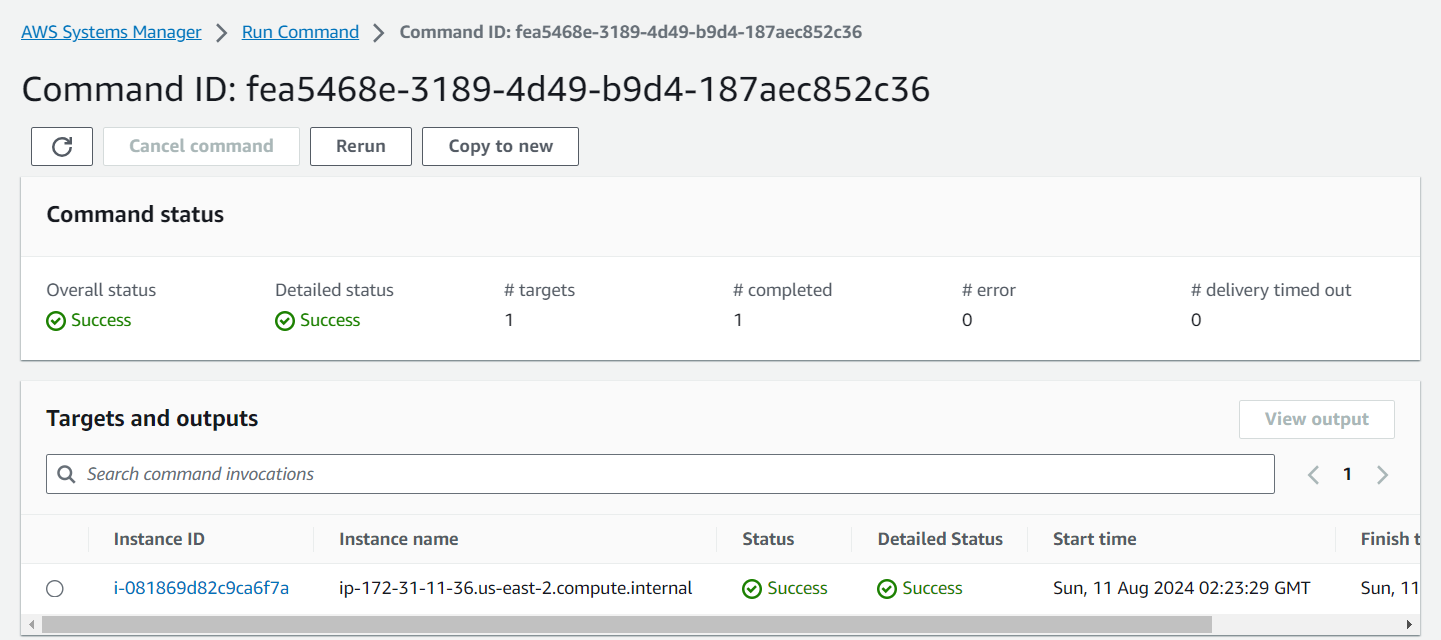 AWS Systems Manager > Run Command > Command ID: fea5468e-3189-4d49-b9d4-187aec852c36
Command ID: fea5468e-3189-4d49-b9d4-187aec852c36
Cancel command Rerun Copy to new
Command status
Overall status Detailed status # targets # completed # error # delivery timed out
Success Success 1 1 0 0
Targets and outputs View output
Search command invocations 1
Instance ID Instance name Status Detailed Status Start time Finish t
i-081869d82c9ca6f7a ip-172-31-11-36.us-east-2.compute.internal Success Success Sun, 11 Aug 2024 02:23:29 GMT Sun, 11